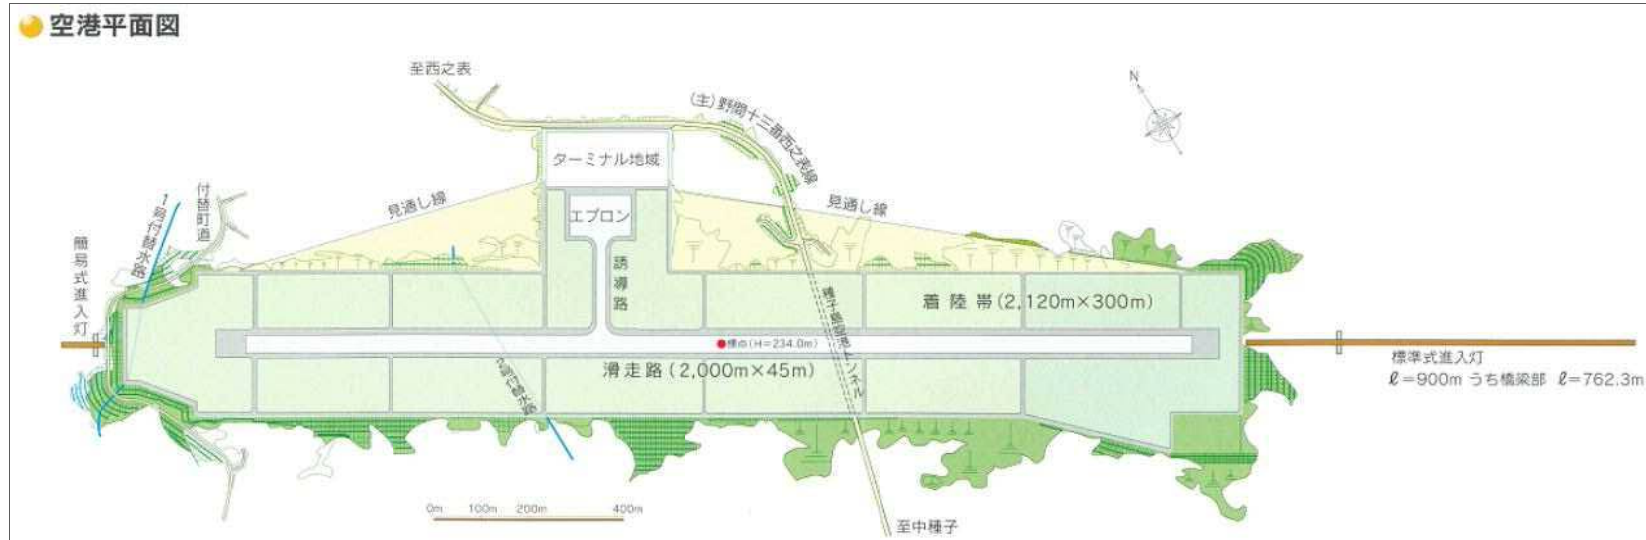 空港平面図
至西之表
(主)野間十三番西之表線
N
ターミナル地域
見通し線
見通し線
付替町道
1号付替水路
簡易式進入灯
エプロン
誘導路
着陸帯(2,120m×300m)
種子島空港トンネル
標点(H=234.0m)
滑走路(2,000m×45m)
2号付替水路
標準式進入灯
ℓ=900m うち橋梁部 ℓ=762.3m
0m 100m 200m 400m
至中種子